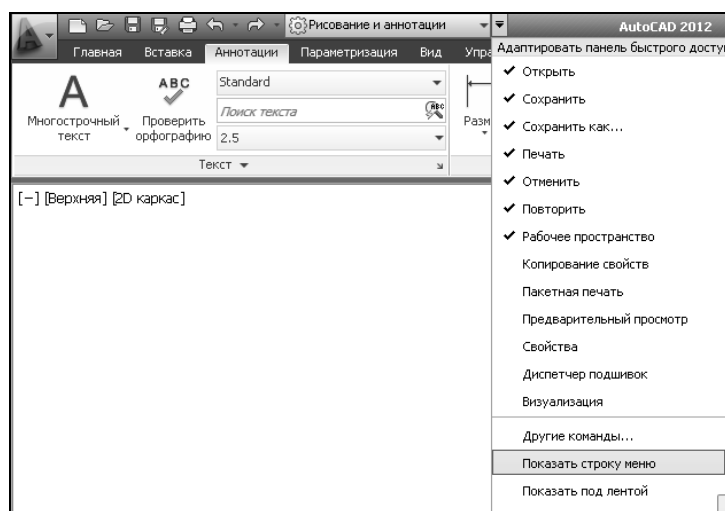 Рисование и аннотации
AutoCAD 2012
Главная Вставка Аннотации Параметризация Вид
Адаптировать панель быстрого
Standard
ABC
A
Поиск текста
ABC
Многострочный текст
Проверить орфографию
2.5
Текст
[−] [Верхняя] [2D каркас]
Открыть
Сохранить
Сохранить как...
Печать
Отменить
Повторить
Рабочее пространство
Копирование свойств
Пакетная печать
Предварительный просмотр
Свойства
Диспетчер подшивок
Визуализация
Другие команды...
Показать строку меню
Показать под лентой